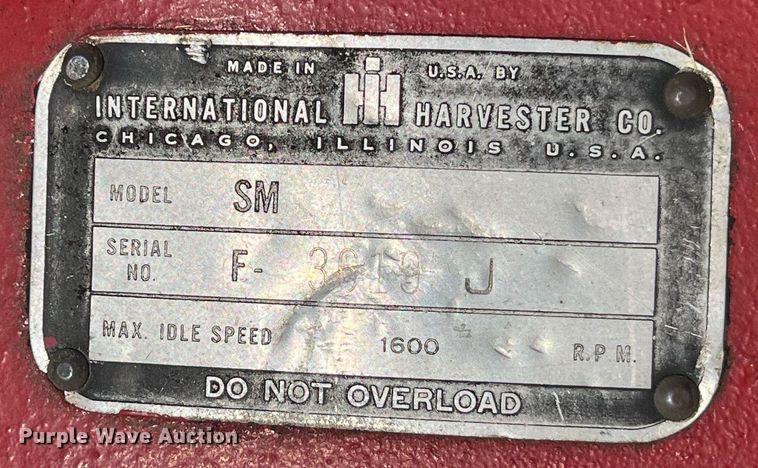 MADE IN IH U.S.A. BY
INTERNATIONAL HARVESTER CO.
CHICAGO, ILLINOIS U.S.A.
MODEL SM
SERIAL NO. F- J
MAX. IDLE SPEED 1600 R.P.M.
DO NOT OVERLOAD
Purple Wave Auction